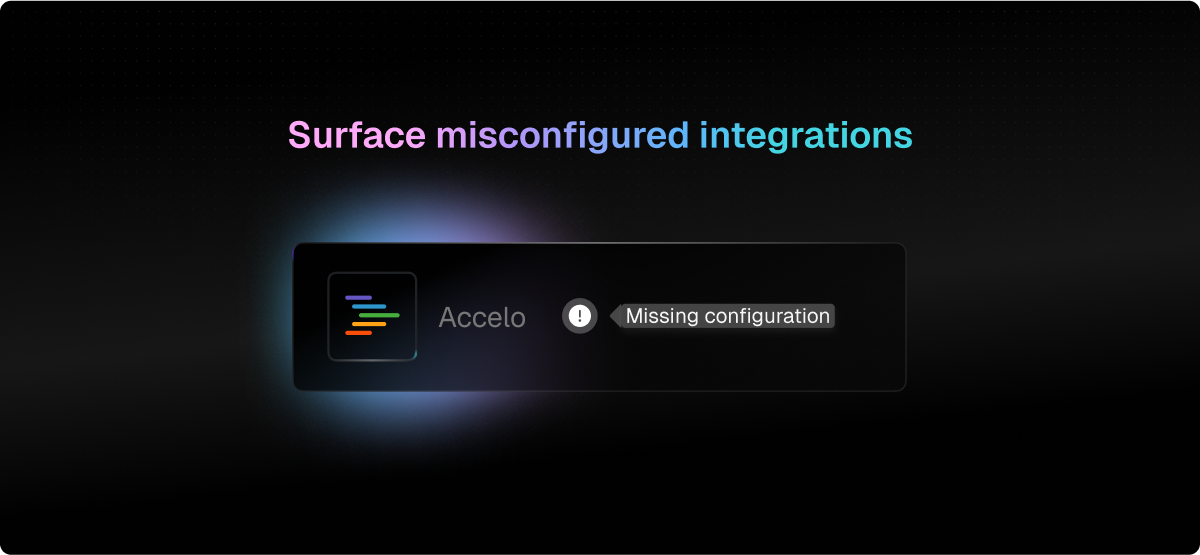 Surface misconfigured integrations
Accelo
Missing configuration